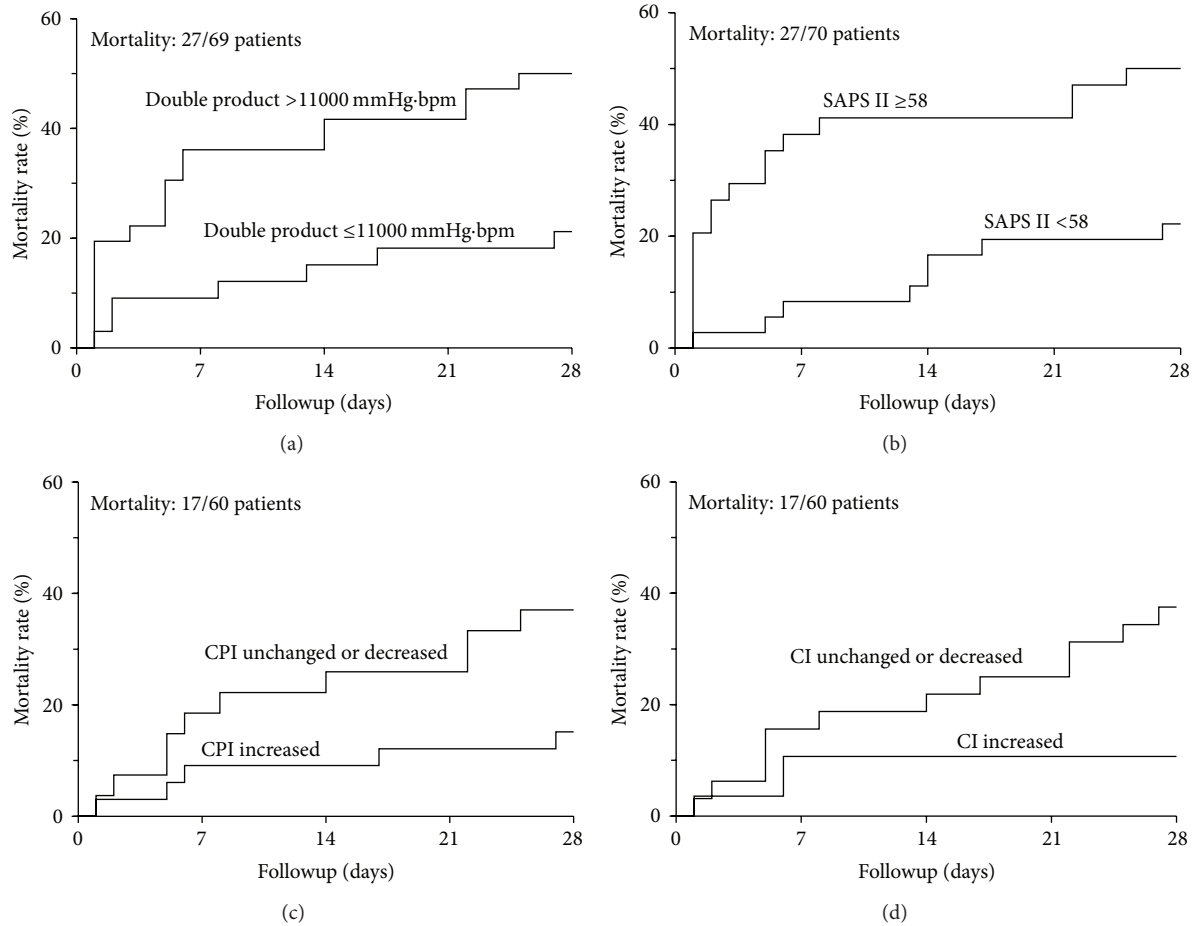 60
40
20
0
Mortality rate (%)
Mortality: 27/69 patients
Double product >11000 mmHg·bpm
Double product ≤11000 mmHg·bpm
0 7 14 21 28
Followup (days)
(a)
60
40
20
0
Mortality rate (%)
Mortality: 27/70 patients
SAPS II ≥58
SAPS II <58
0 7 14 21 28
Followup (days)
(b)
60
40
20
0
Mortality rate (%)
Mortality: 17/60 patients
CPI unchanged or decreased
CPI increased
0 7 14 21 28
Followup (days)
(c)
60
40
20
0
Mortality rate (%)
Mortality: 17/60 patients
CI unchanged or decreased
CI increased
0 7 14 21 28
Followup (days)
(d)